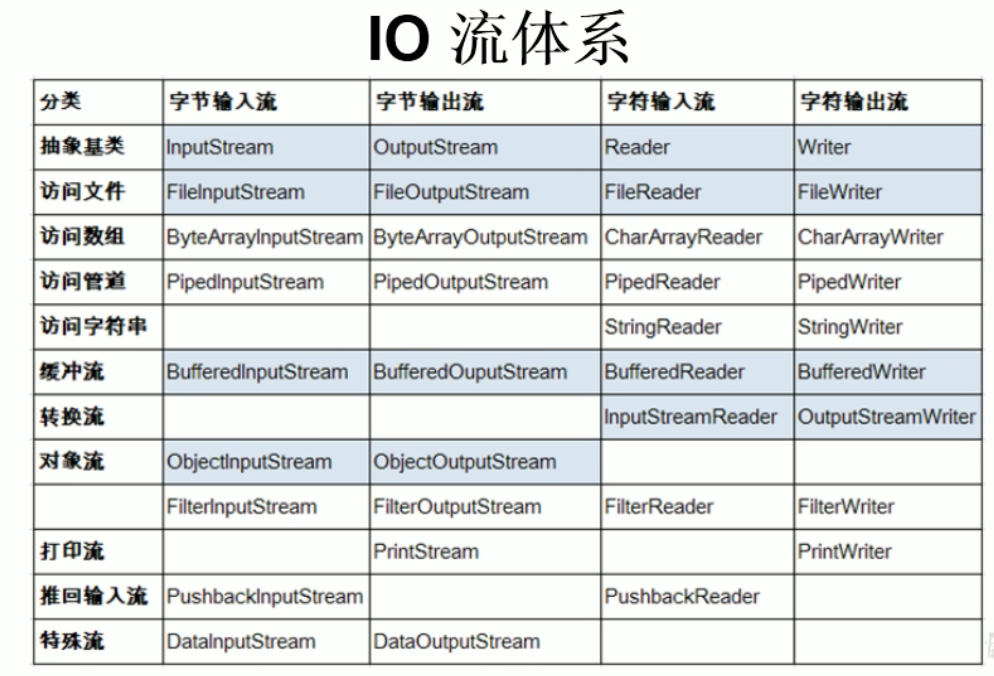 IO 流体系
分类 字节输入流 字节输出流 字符输入流 字符输出流
抽象基类 InputStream OutputStream Reader Writer
访问文件 FileInputStream FileOutputStream FileReader FileWriter
访问数组 ByteArrayInputStream ByteArrayOutputStream CharArrayReader CharArrayWriter
访问管道 PipedInputStream PipedOutputStream PipedReader PipedWriter
访问字符串 StringReader StringWriter
缓冲流 BufferedInputStream BufferedOuputStream BufferedReader BufferedWriter
转换流 InputStreamReader OutputStreamWriter
对象流 ObjectInputStream ObjectOutputStream
FilterInputStream FilterOutputStream FilterReader FilterWriter
打印流 PrintStream PrintWriter
推回输入流 PushbackInputStream PushbackReader
特殊流 DataInputStream DataOutputStream